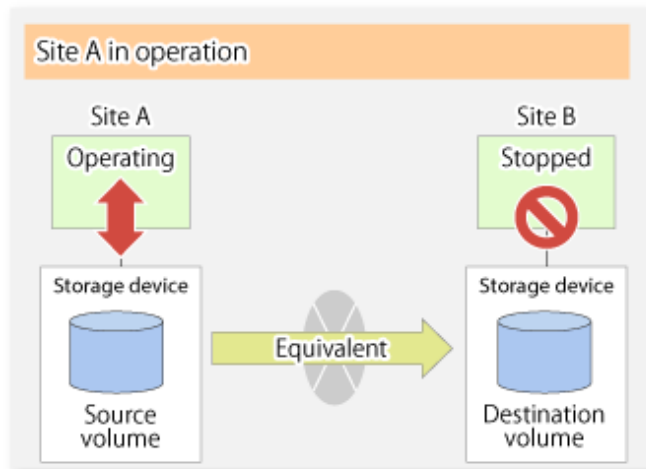 Site A in operation
Site A
Site B
Operating
Stopped
Storage device
Storage device
Equivalent
Source
volume
Destination
volume